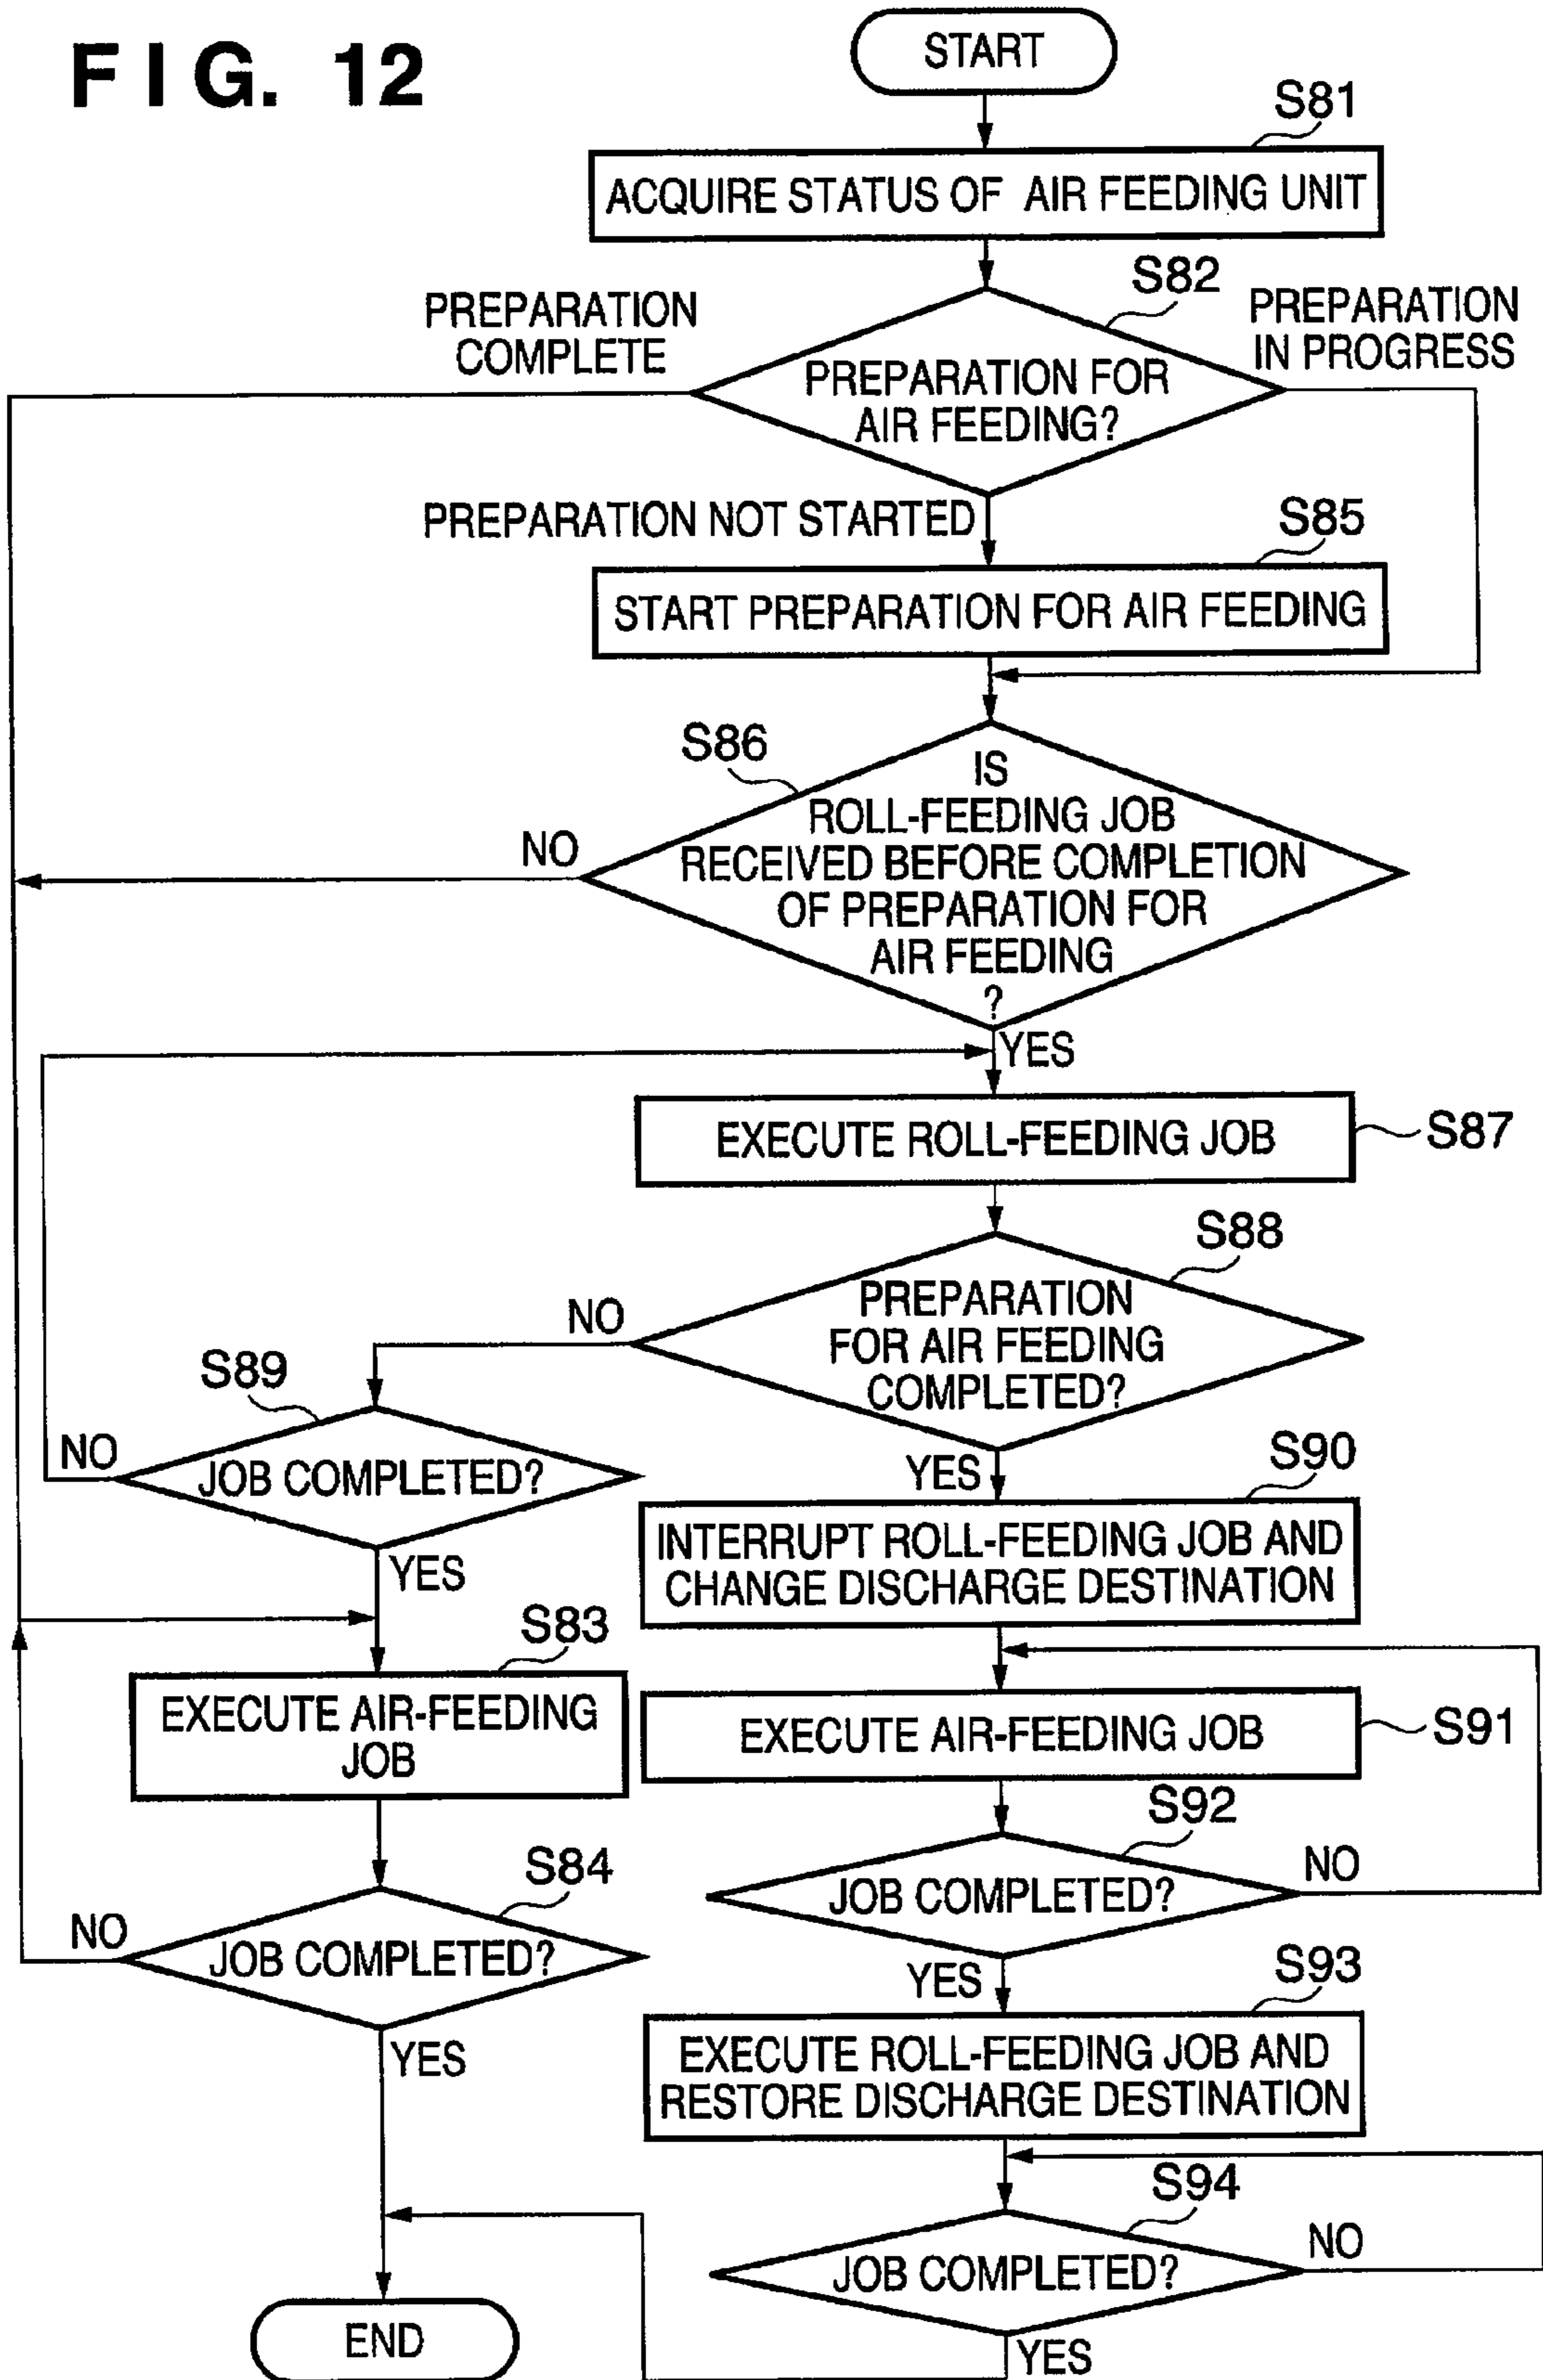 FIG. 12
START
S81
ACQUIRE STATUS OF AIR FEEDING UNIT
S82
PREPARATION
COMPLETE
PREPARATION
IN PROGRESS
PREPARATION FOR
AIR FEEDING?
PREPARATION NOT STARTED
S85
START PREPARATION FOR AIR FEEDING
S86
IS
ROLL-FEEDING JOB
RECEIVED BEFORE COMPLETION
OF PREPARATION FOR
AIR FEEDING
?
NO
YES
EXECUTE ROLL-FEEDING JOB
S87
S88
PREPARATION
FOR AIR FEEDING
COMPLETED?
NO
S89
JOB COMPLETED?
NO
YES
YES
S90
INTERRUPT ROLL-FEEDING JOB AND
CHANGE DISCHARGE DESTINATION
S83
EXECUTE AIR-FEEDING
JOB
EXECUTE AIR-FEEDING JOB
S91
S92
JOB COMPLETED?
NO
S84
JOB COMPLETED?
NO
YES
YES
S93
EXECUTE ROLL-FEEDING JOB AND
RESTORE DISCHARGE DESTINATION
S94
JOB COMPLETED?
NO
YES
END